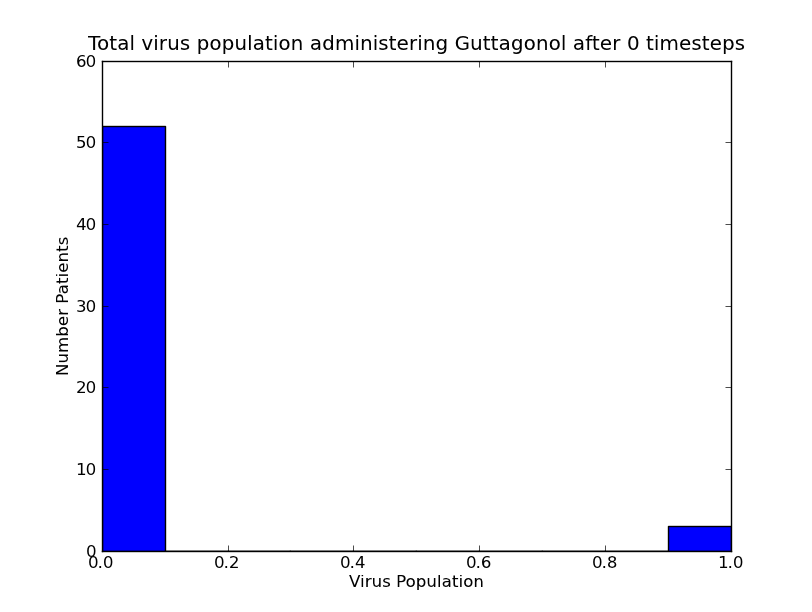 Total virus population administering Guttagonol after 0 timesteps
60
50
40
30
20
10
0
Number Patients
0.0 0.2 0.4 0.6 0.8 1.0
Virus Population